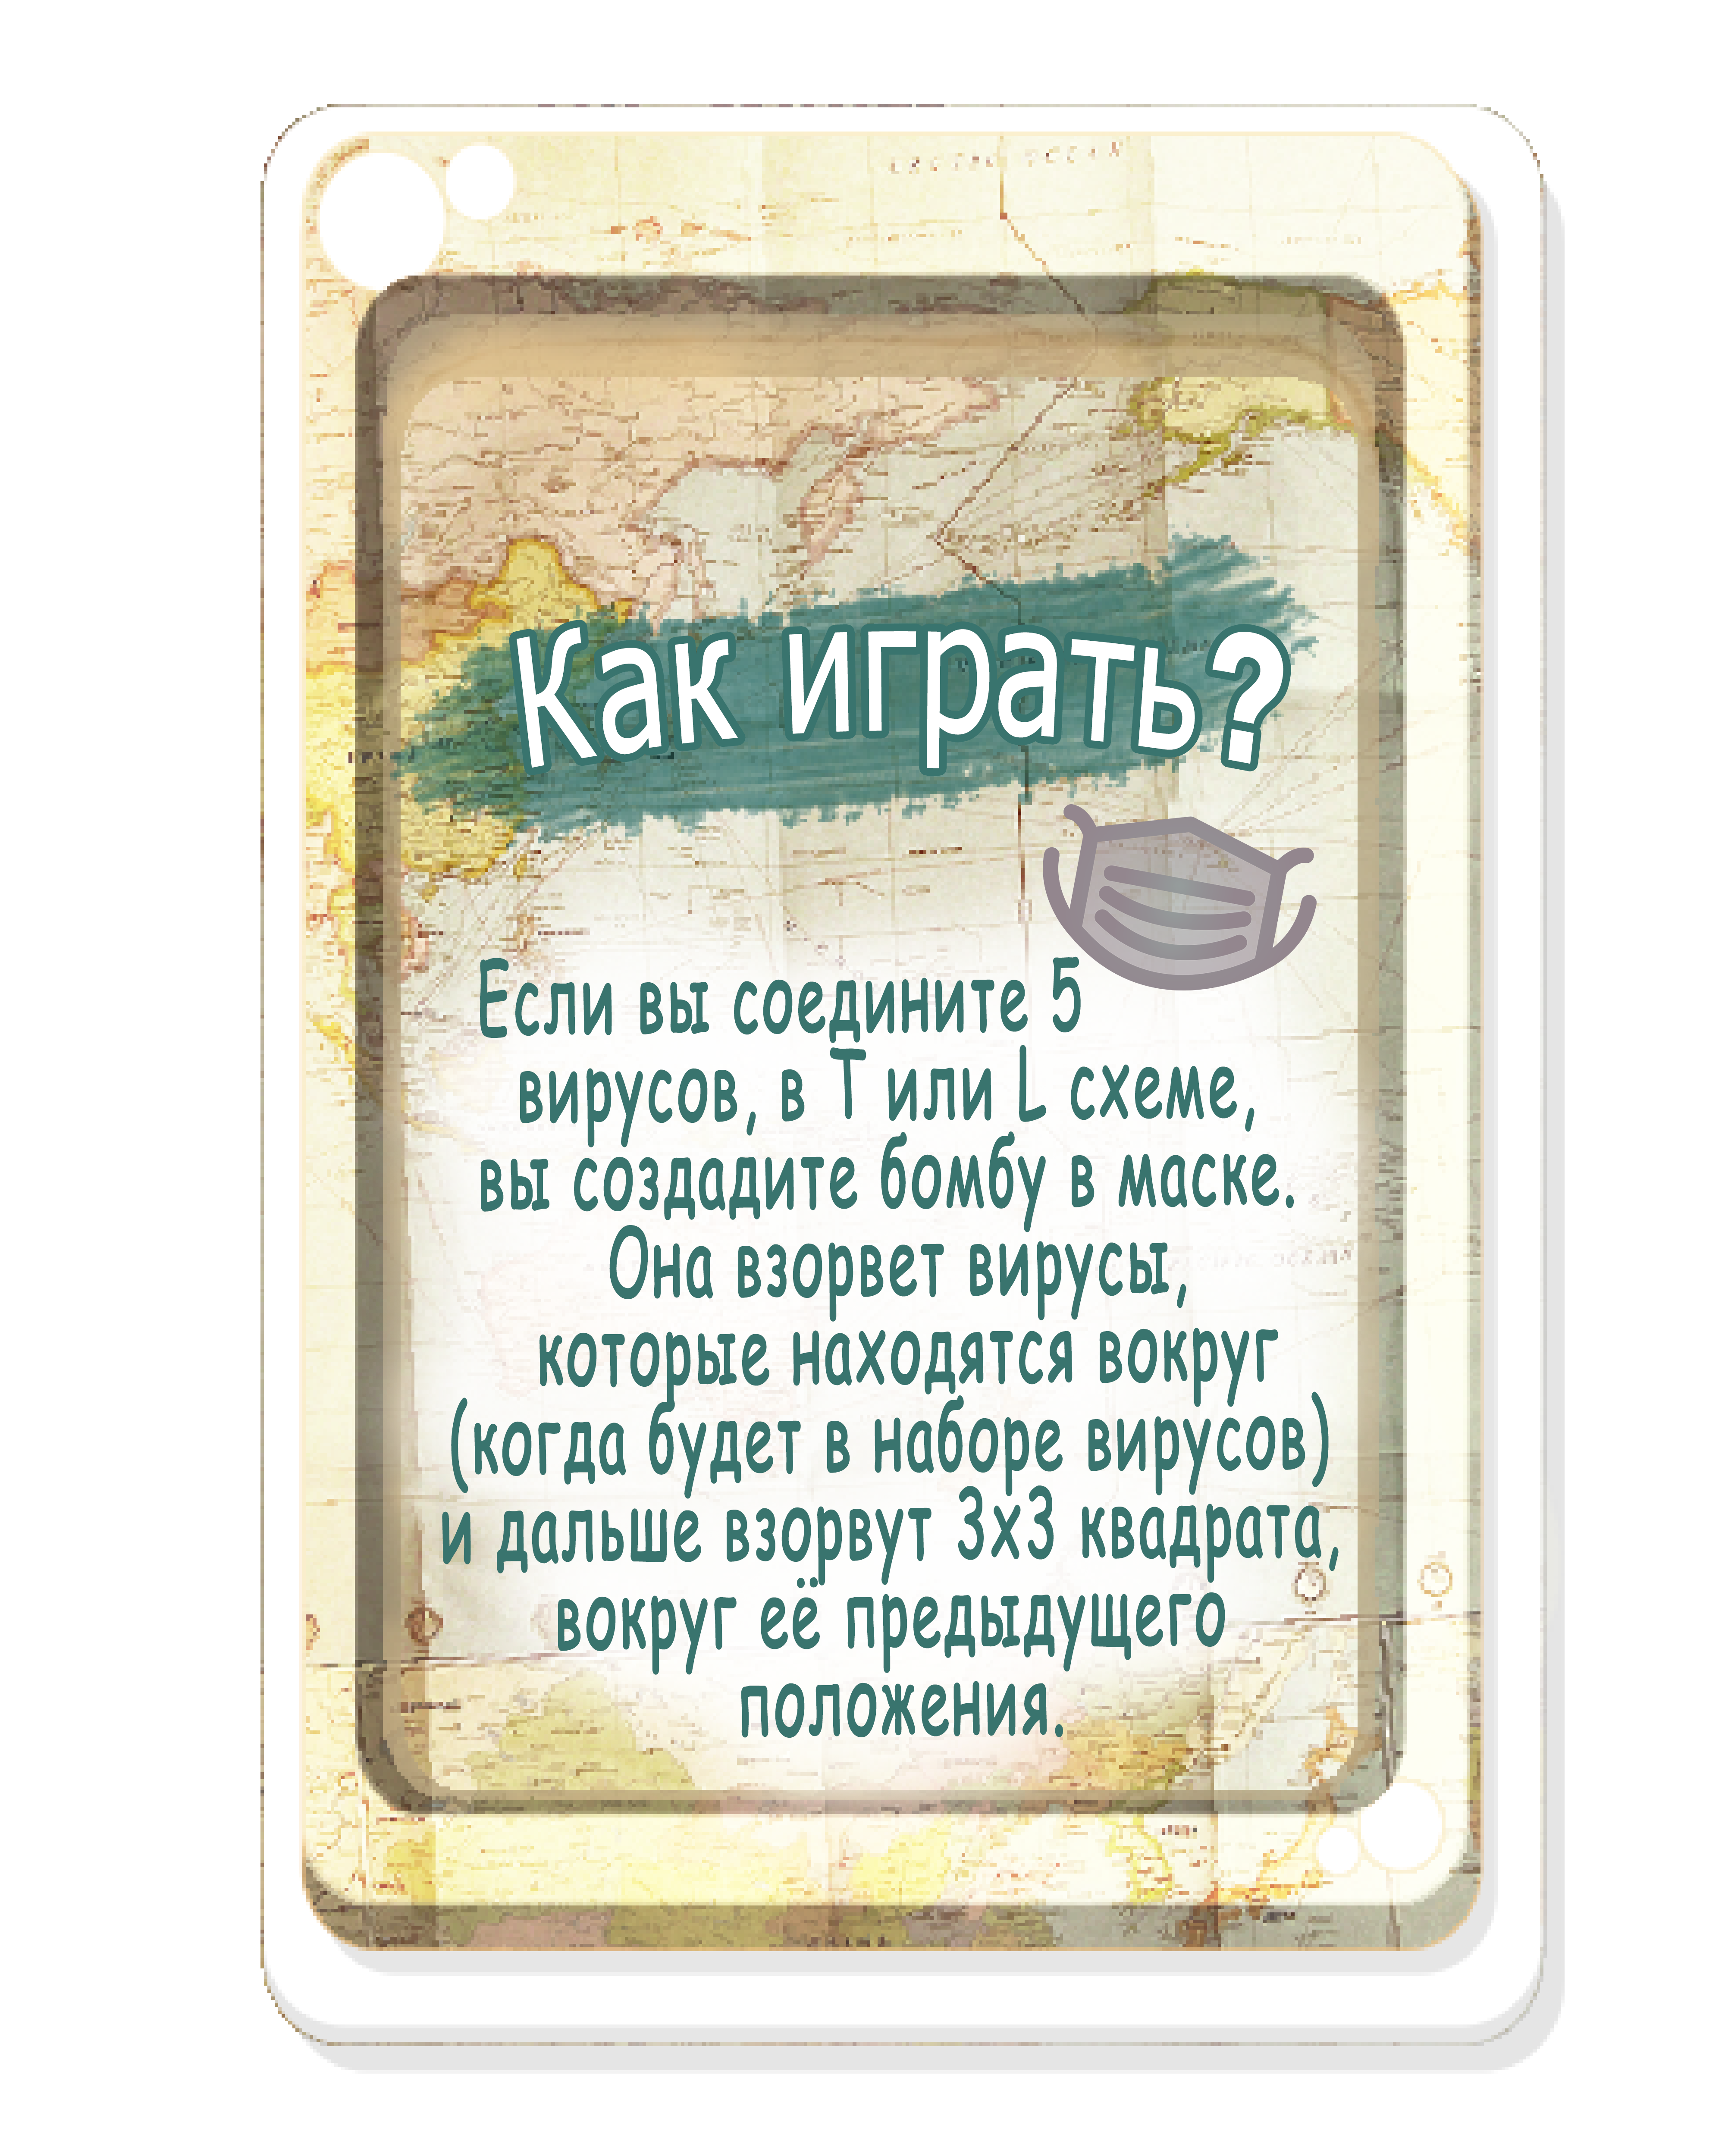 Как играть?
Если вы соедините 5
вирусов, в T или L схеме,
вы создадите бомбу в маске.
Она взорвет вирусы,
которые находятся вокруг
(когда будет в наборе вирусов)
и дальше взорвут 3х3 квадрата,
вокруг её предыдущего
положения.